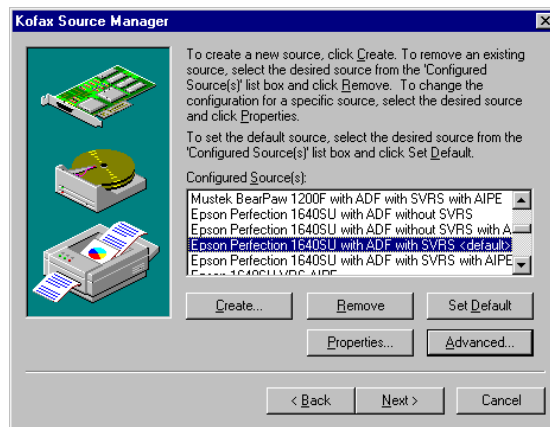 Kofax Source Manager
To create a new source, click Create. To remove an existing
source, select the desired source from the 'Configured
Source(s)' list box and click Remove. To change the
configuration for a specific source, select the desired source
and click Properties.
To set the default source, select the desired source from the
'Configured Source(s)' list box and click Set Default.
Configured Source(s):
Mustek BearPaw 1200F with ADF with SVRS with AIPE
Epson Perfection 1640SU with ADF without SVRS
Epson Perfection 1640SU with ADF without SVRS with A
Epson Perfection 1640SU with ADF with SVRS <default>
Epson Perfection 1640SU with ADF with SVRS with AIPE
Epson 1640SU VRS AIPE
Create... Remove Set Default
Properties... Advanced...
< Back Next > Cancel